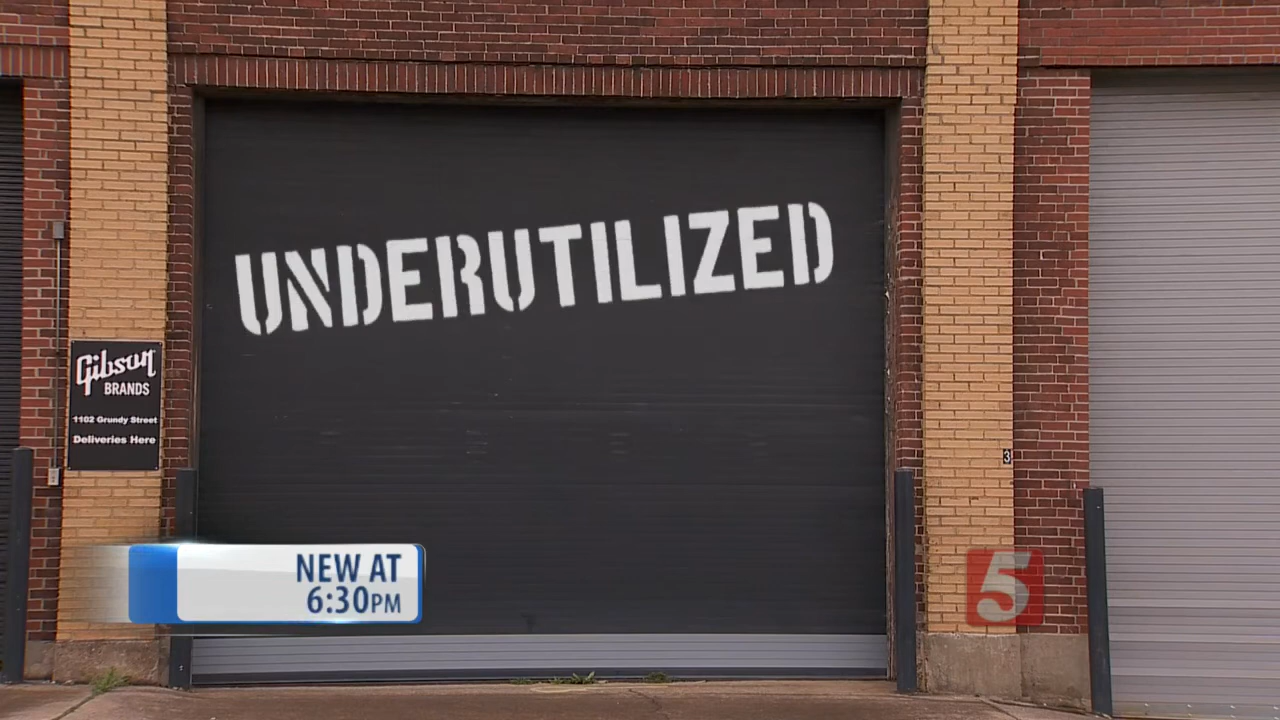 UNDERUTILIZED
Gibson
BRANDS
1102 Grundy Street
Deliveries Here
3
NEW AT
6:30PM
5